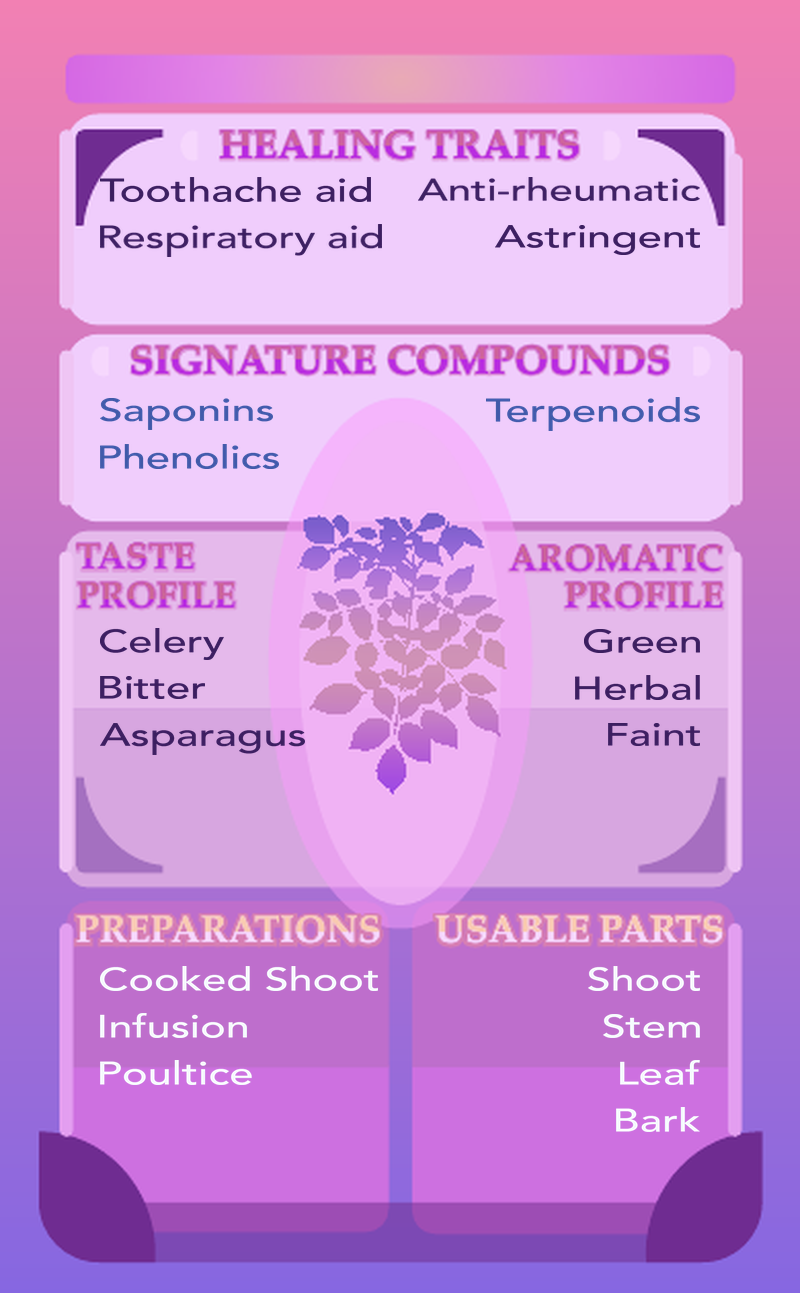 HEALING TRAITS
Toothache aid Anti-rheumatic
Respiratory aid Astringent
SIGNATURE COMPOUNDS
Saponins Terpenoids
Phenolics
TASTE PROFILE
Celery
Bitter
Asparagus
AROMATIC PROFILE
Green
Herbal
Faint
PREPARATIONS
Cooked Shoot
Infusion
Poultice
USABLE PARTS
Shoot
Stem
Leaf
Bark